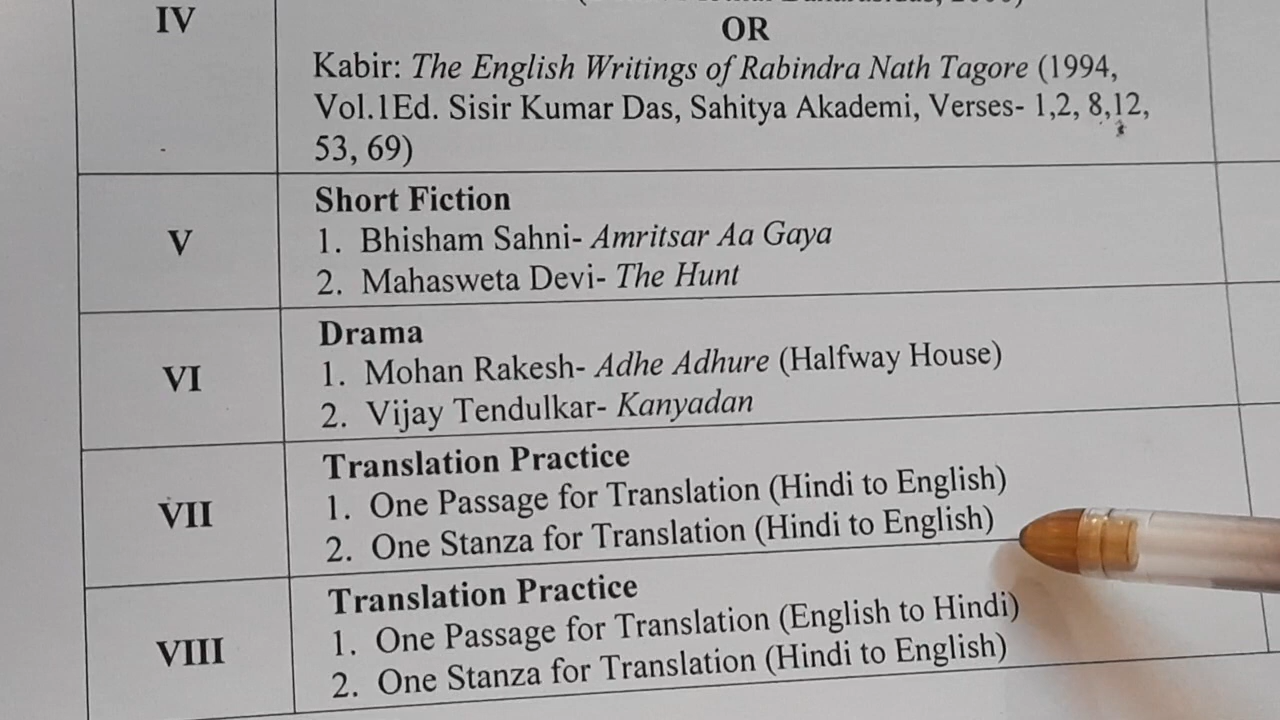 IV
OR
Kabir: The English Writings of Rabindra Nath Tagore (1994,
Vol.1Ed. Sisir Kumar Das, Sahitya Akademi, Verses- 1,2, 8,12,
53, 69)
V
Short Fiction
1. Bhisham Sahni- Amritsar Aa Gaya
2. Mahasweta Devi- The Hunt
VI
Drama
1. Mohan Rakesh- Adhe Adhure (Halfway House)
2. Vijay Tendulkar- Kanyadan
VII
Translation Practice
1. One Passage for Translation (Hindi to English)
2. One Stanza for Translation (Hindi to English)
VIII
Translation Practice
1. One Passage for Translation (English to Hindi)
2. One Stanza for Translation (Hindi to English)